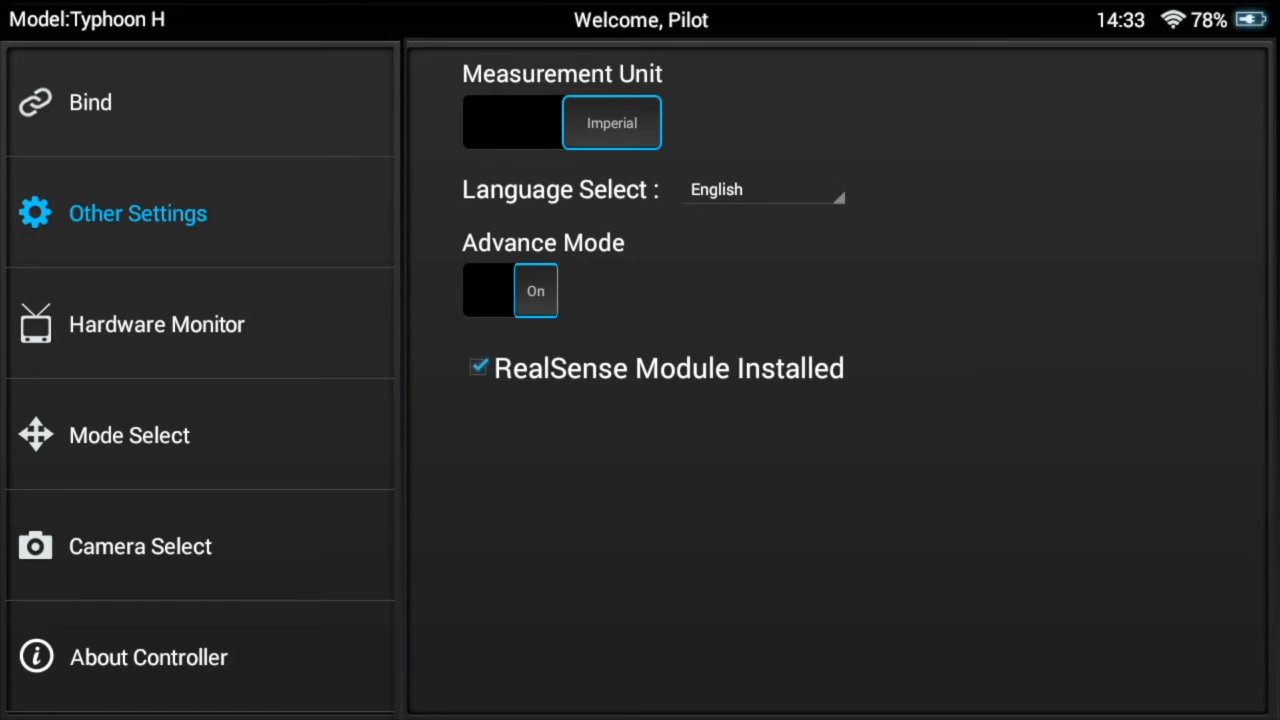 Model:Typhoon H
Welcome, Pilot
14:33 78%
Bind
Other Settings
Hardware Monitor
Mode Select
Camera Select
About Controller
Measurement Unit
Imperial
Language Select : English
Advance Mode
On
RealSense Module Installed